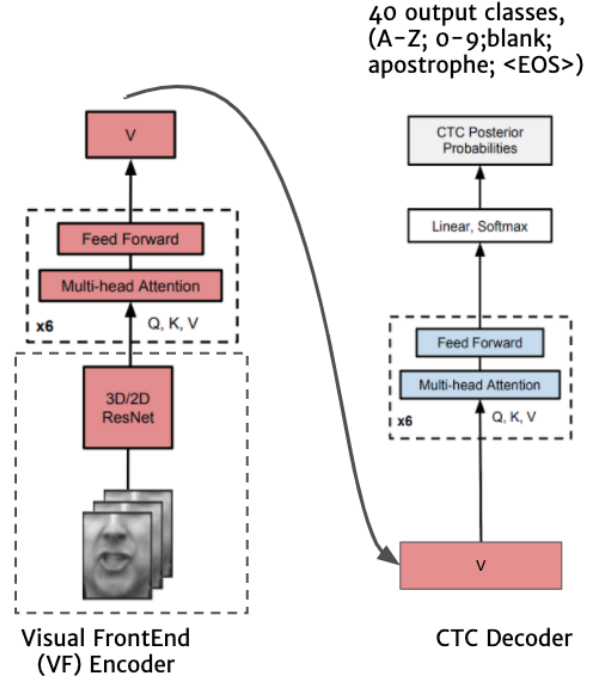 40 output classes,
(A-Z; 0-9;blank;
apostrophe; <EOS>)
V
Feed Forward
Multi-head Attention
x6
Q, K, V
3D/2D
ResNet
Visual FrontEnd
(VF) Encoder
CTC Posterior
Probabilities
Linear, Softmax
Feed Forward
Multi-head Attention
x6
Q, K, V
V
CTC Decoder